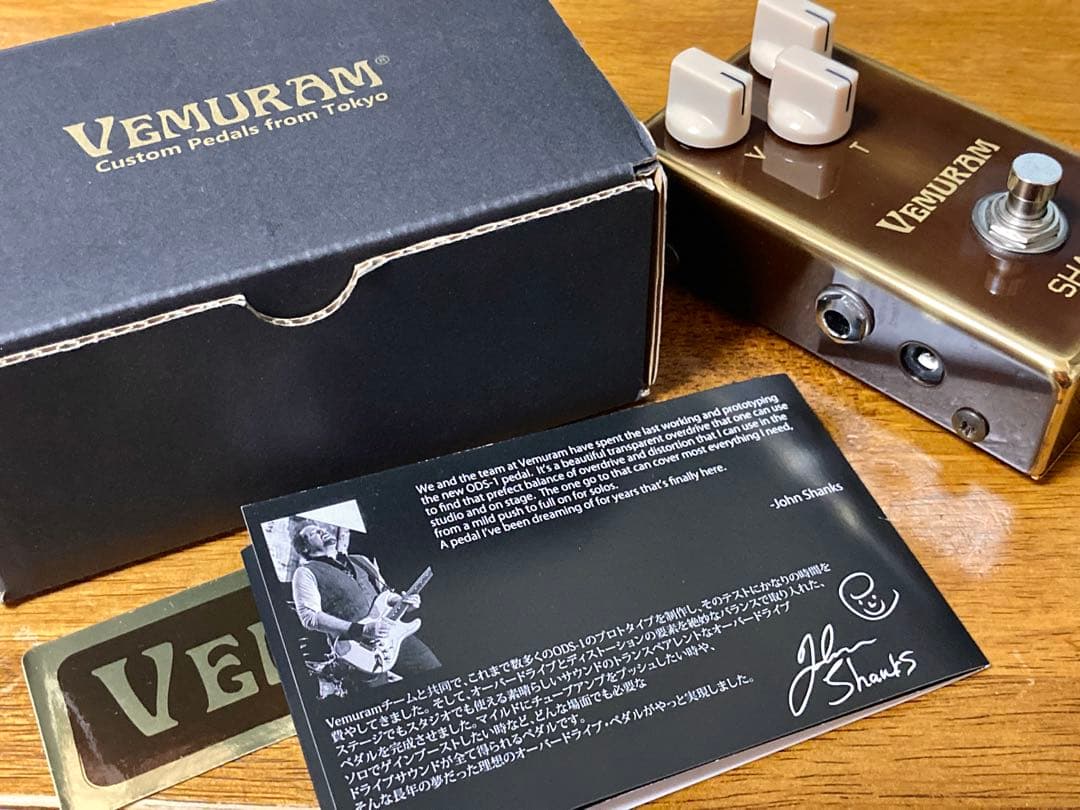 VEMURAM®
Custom Pedals from Tokyo
V
T
VEMURAM
SHA
We and the team at Vemuram have spent the last working and prototyping
the new ODS-1 pedal. It's a beautiful transparent overdrive that one can use
to find that prefect balance of overdrive and distortion that I can use in the
studio and on stage. The one go to that can cover most everything I need,
from a mild push to full on for solos.
A pedal I've been dreaming of for years that's finally here.
-John Shanks
Vemuramチームと共同で、これまで数多くのODS-1のプロトタイプを制作し、そのテストにかなりの時間を
費やしてきました。そして、オーバードライブとディストーションの要素を絶妙なバランスで取り入れた、
ステージでもスタジオでも使える素晴らしいサウンドのトランスペアレントなオーバードライブ
ペダルを完成させました。マイルドにチューブアンプをプッシュしたい時や、
ソロでゲインブーストしたい時など、どんな場面でも必要な
ドライブサウンドが全て得られるペダルです。
そんな長年の夢だった理想のオーバードライブ・ペダルがやっと実現しました。
John
Shanks
VEM